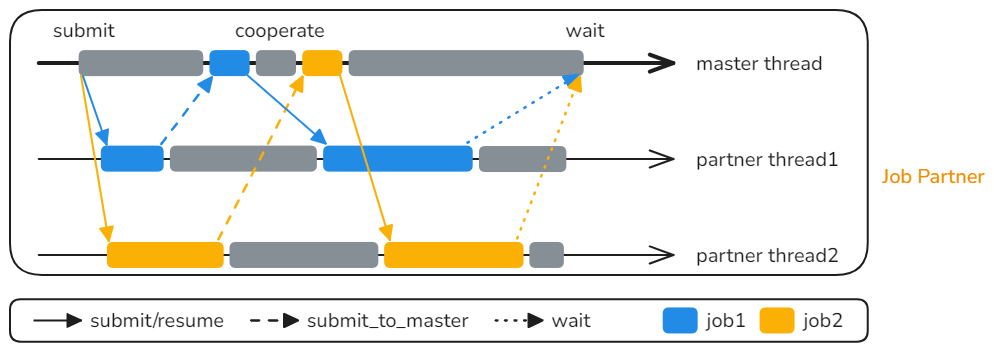 submit
cooperate
wait
master thread
partner thread1
Job Partner
partner thread2
submit/resume
submit_to_master
wait
job1
job2